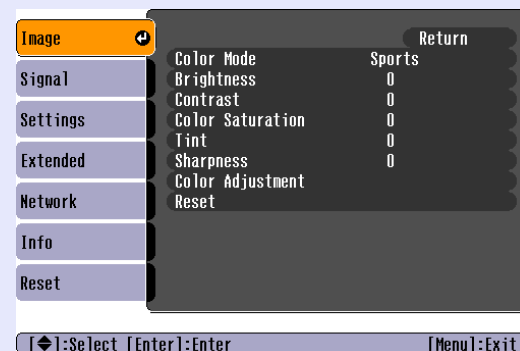 Image
Signal
Settings
Extended
Network
Info
Reset
Return
Color Mode Sports
Brightness 0
Contrast 0
Color Saturation 0
Tint 0
Sharpness 0
Color Adjustment
Reset
[]:Select [Enter]:Enter [Menu]:Exit